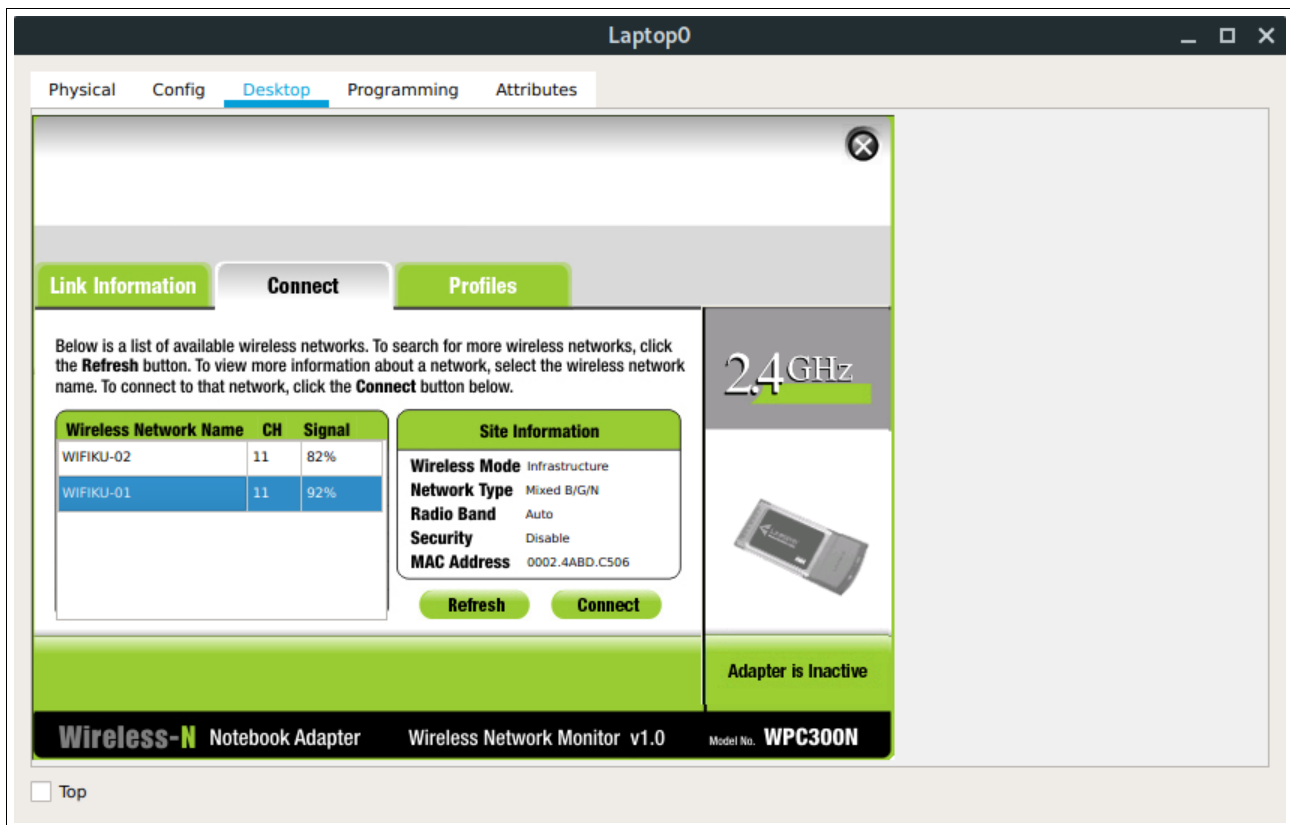 Laptop0
Physical Config Desktop Programming Attributes
Link Information Connect Profiles
Below is a list of available wireless networks. To search for more wireless networks, click
the Refresh button. To view more information about a network, select the wireless network
name. To connect to that network, click the Connect button below.
2.4GHz
Wireless Network Name CH Signal
WIFIKU-02 11 82%
WIFIKU-01 11 92%
Site Information
Wireless Mode Infrastructure
Network Type Mixed B/G/N
Radio Band Auto
Security Disable
MAC Address 0002.4ABD.C506
Refresh Connect
Adapter is Inactive
Wireless-N Notebook Adapter Wireless Network Monitor v1.0 Model No. WPC300N
Top